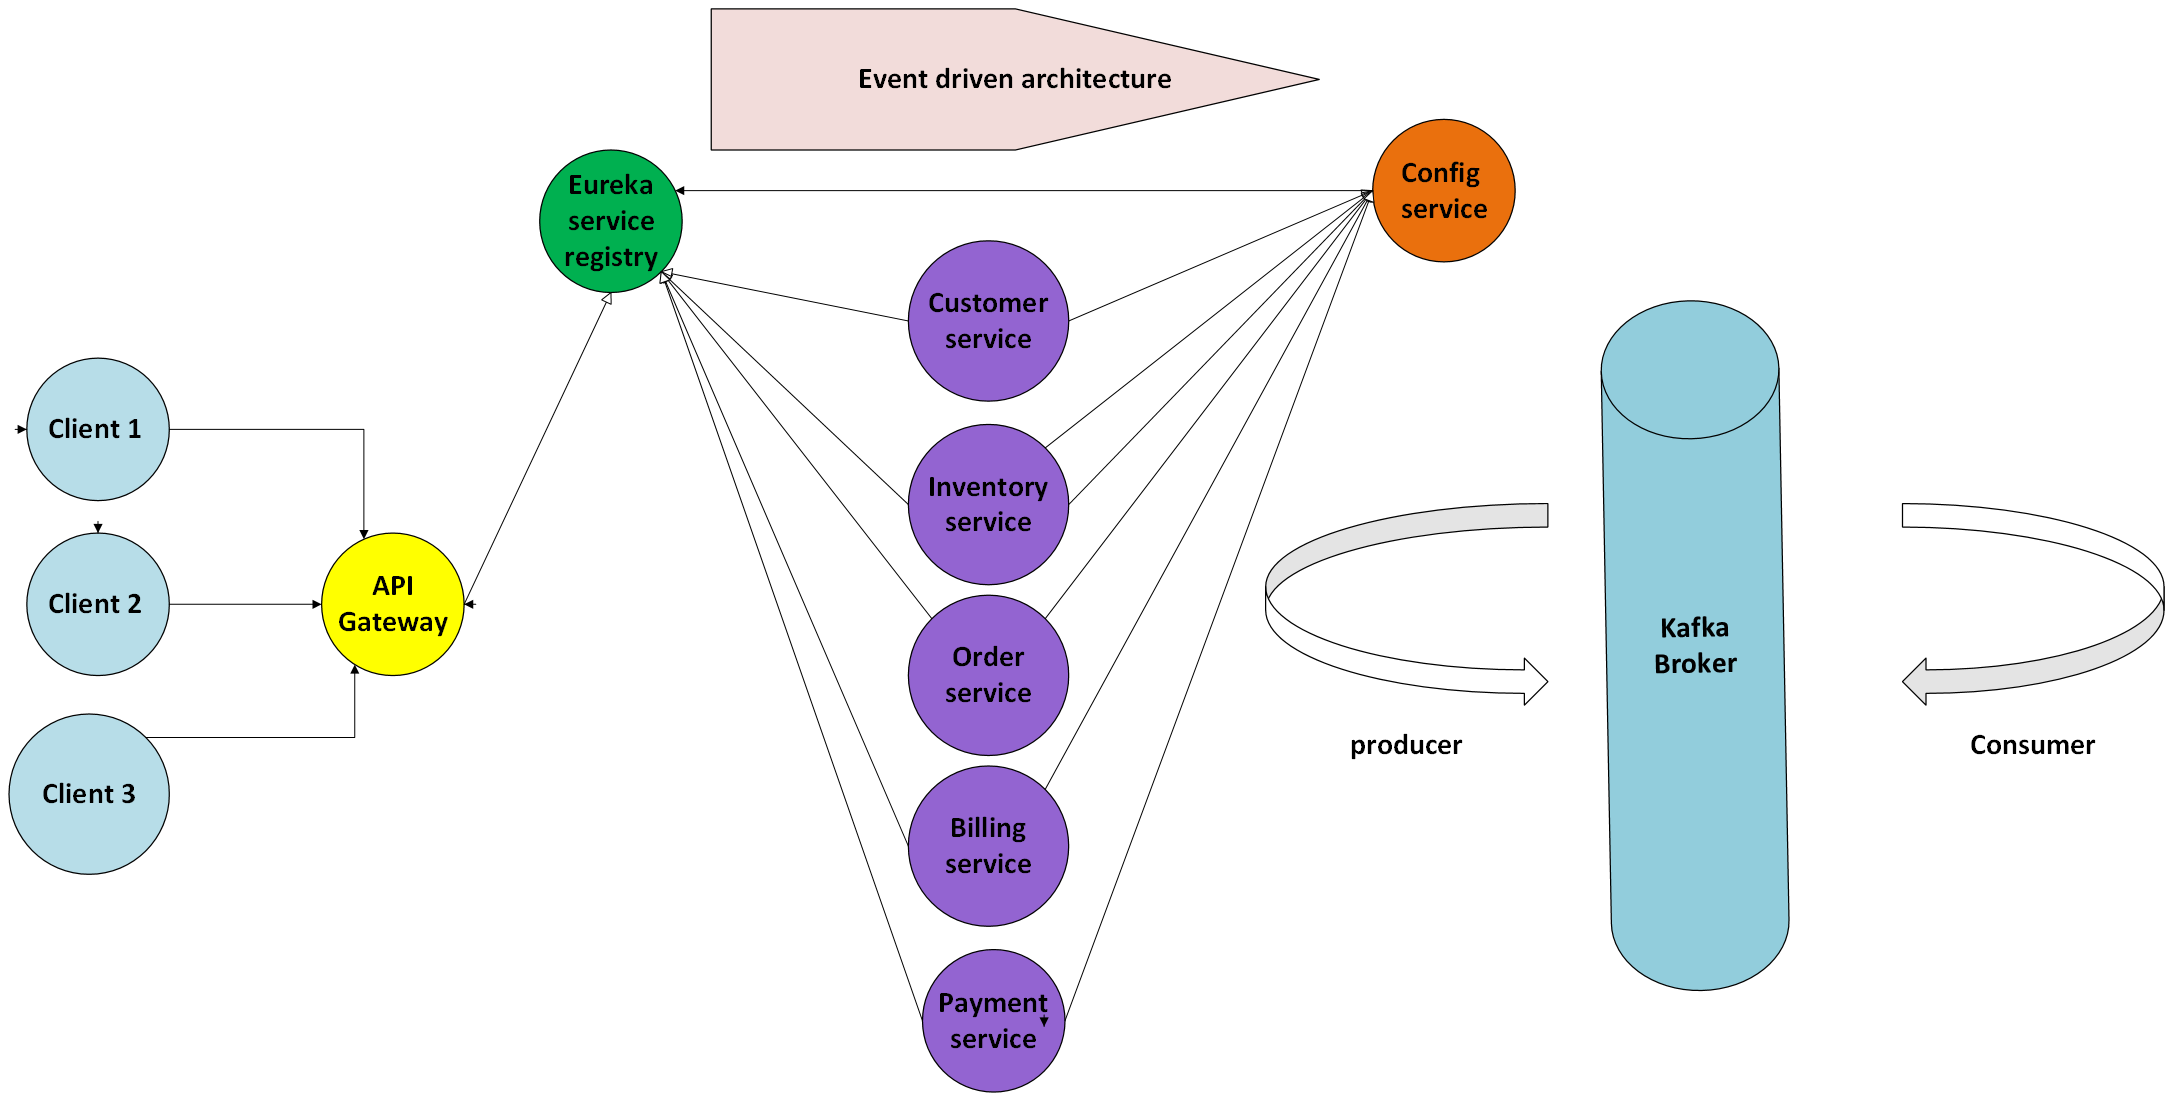 Event driven architecture
Eureka
service
registry
Config
service
Customer
service
Client 1
Inventory
service
Client 2
API
Gateway
Order
service
Kafka
Broker
producer
Consumer
Client 3
Billing
service
Payment
service